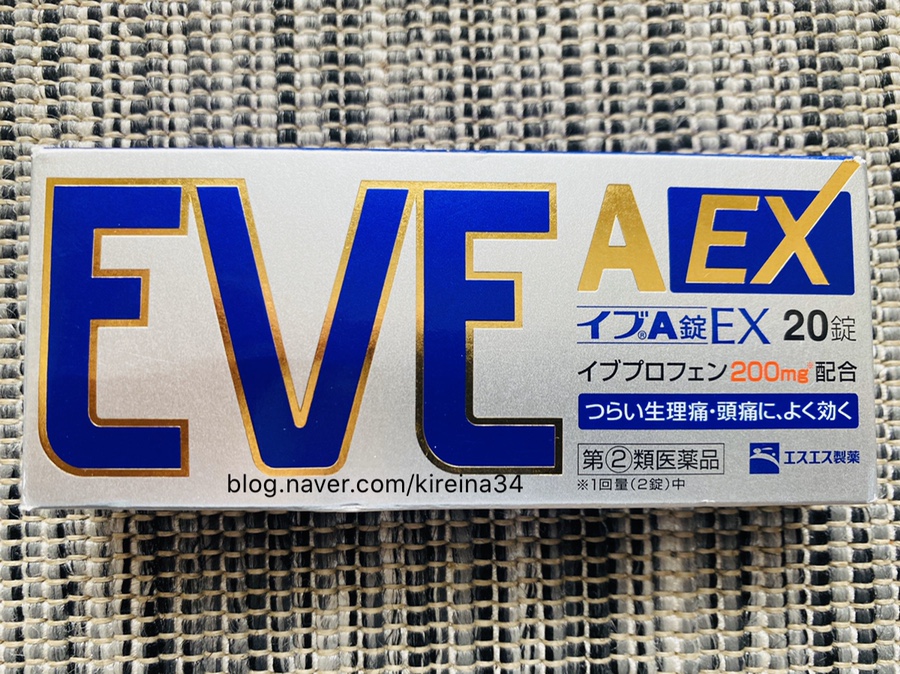 EVE A EX
イブ®A錠EX 20錠
イブプロフェン200mg※配合
つらい生理痛・頭痛に、よく効く
第②類医薬品 エスエス製薬
※1回量(2錠)中
blog.naver.com/kireina34